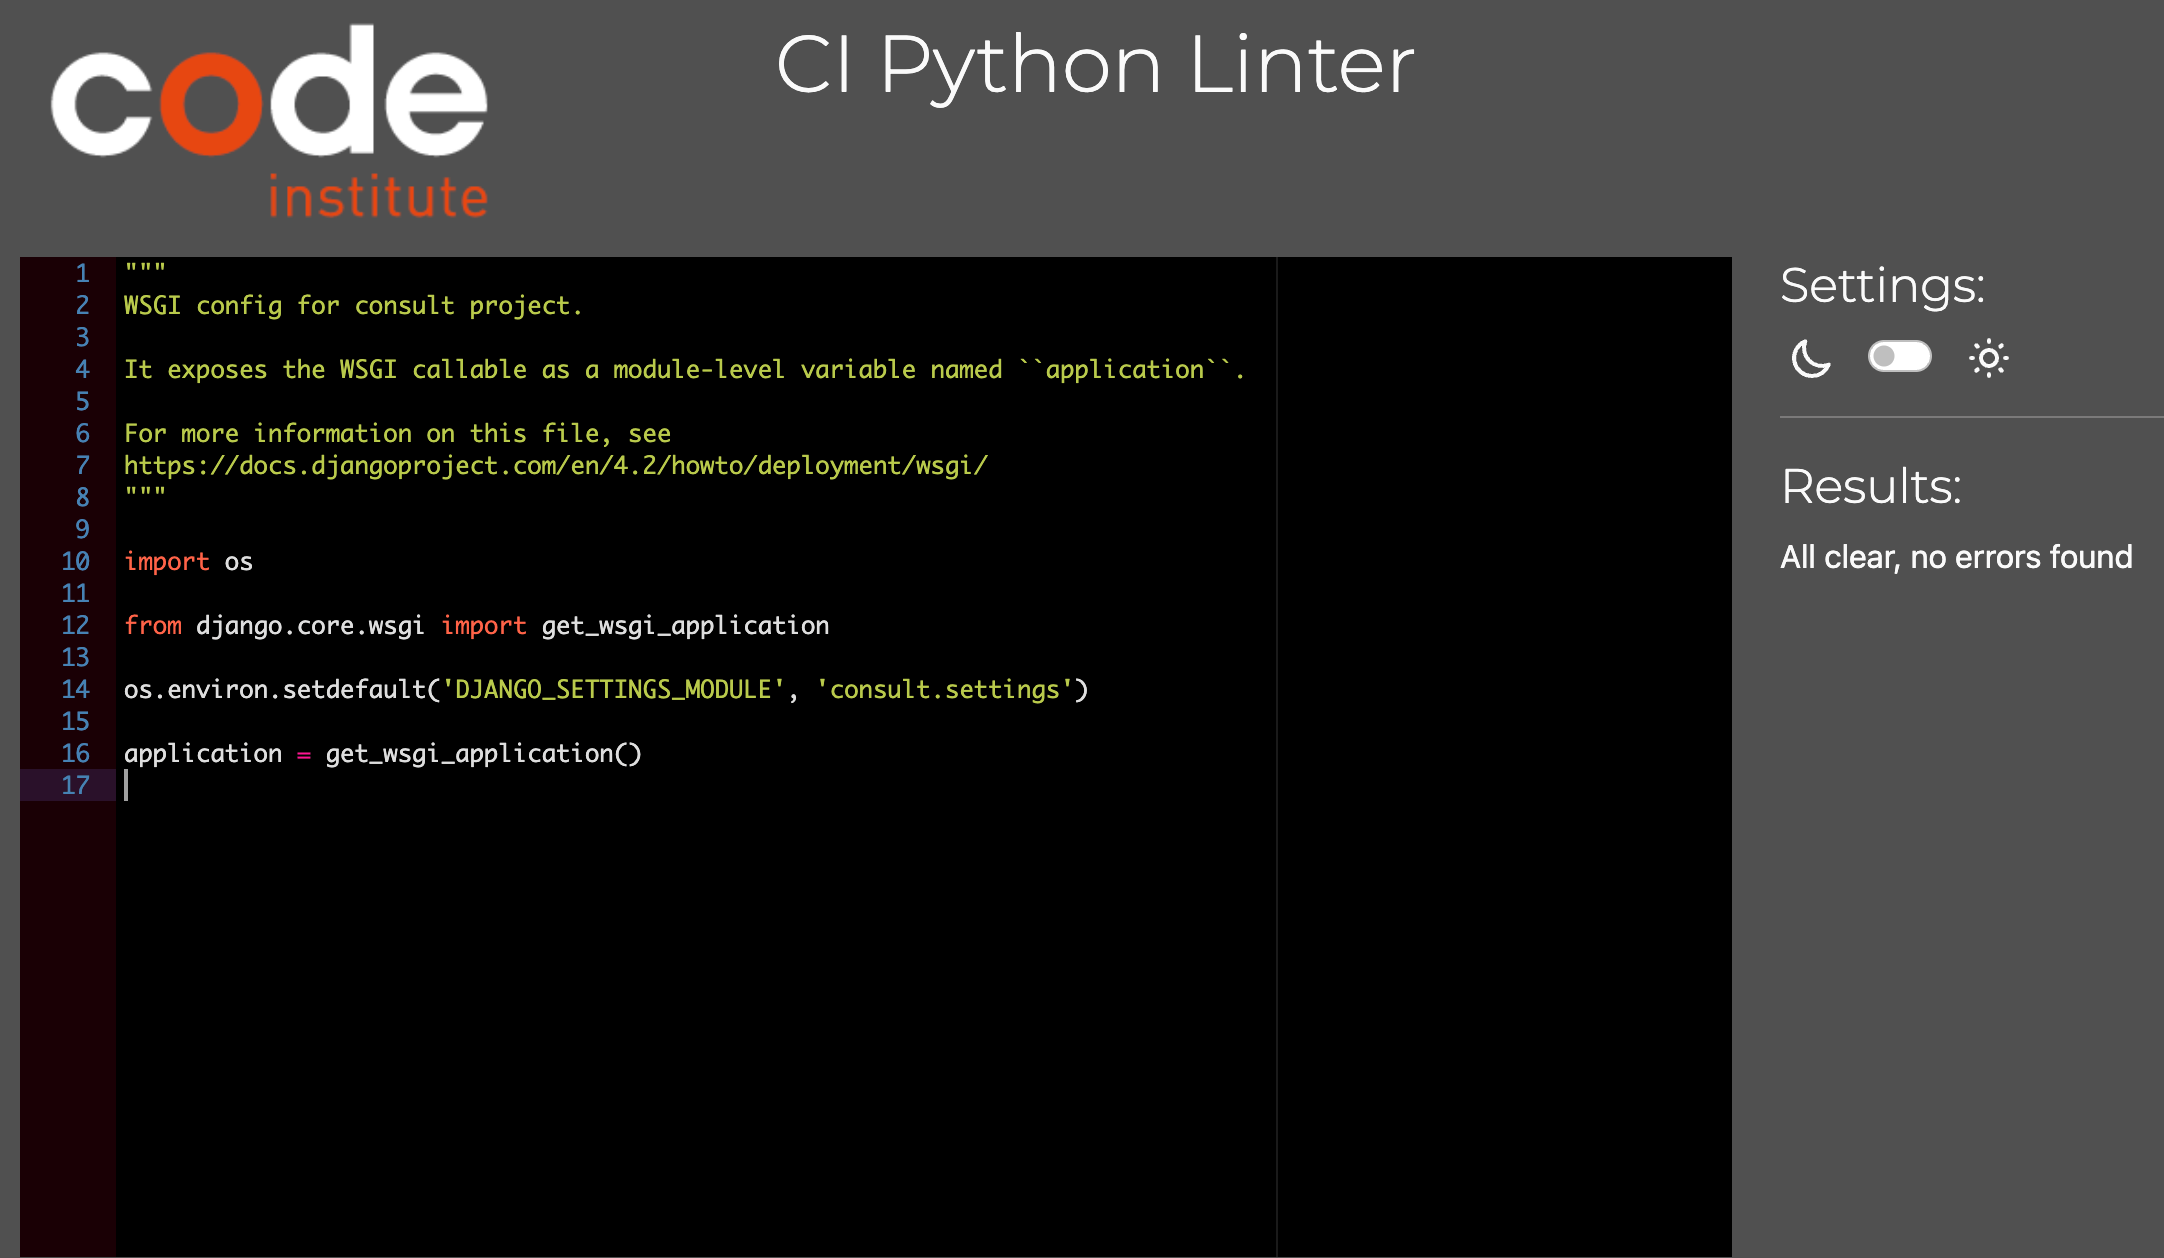 code
institute
CI Python Linter
1 """
2 WSGI config for consult project.
3
4 It exposes the WSGI callable as a module-level variable named ``application``.
5
6 For more information on this file, see
7 https://docs.djangoproject.com/en/4.2/howto/deployment/wsgi/
8 """
9
10 import os
11
12 from django.core.wsgi import get_wsgi_application
13
14 os.environ.setdefault('DJANGO_SETTINGS_MODULE', 'consult.settings')
15
16 application = get_wsgi_application()
17
Settings:
Results:
All clear, no errors found